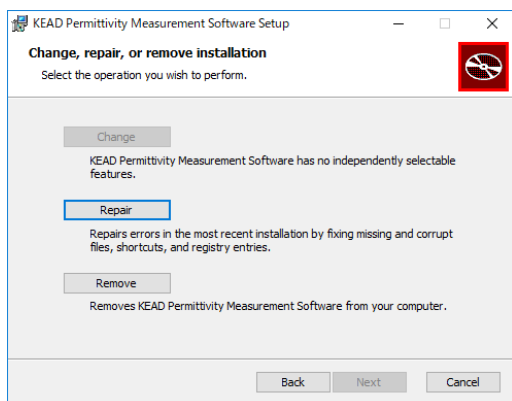 KEAD Permittivity Measurement Software Setup
Change, repair, or remove installation
Select the operation you wish to perform.
Change
KEAD Permittivity Measurement Software has no independently selectable
features.
Repair
Repairs errors in the most recent installation by fixing missing and corrupt
files, shortcuts, and registry entries.
Remove
Removes KEAD Permittivity Measurement Software from your computer.
Back Next Cancel